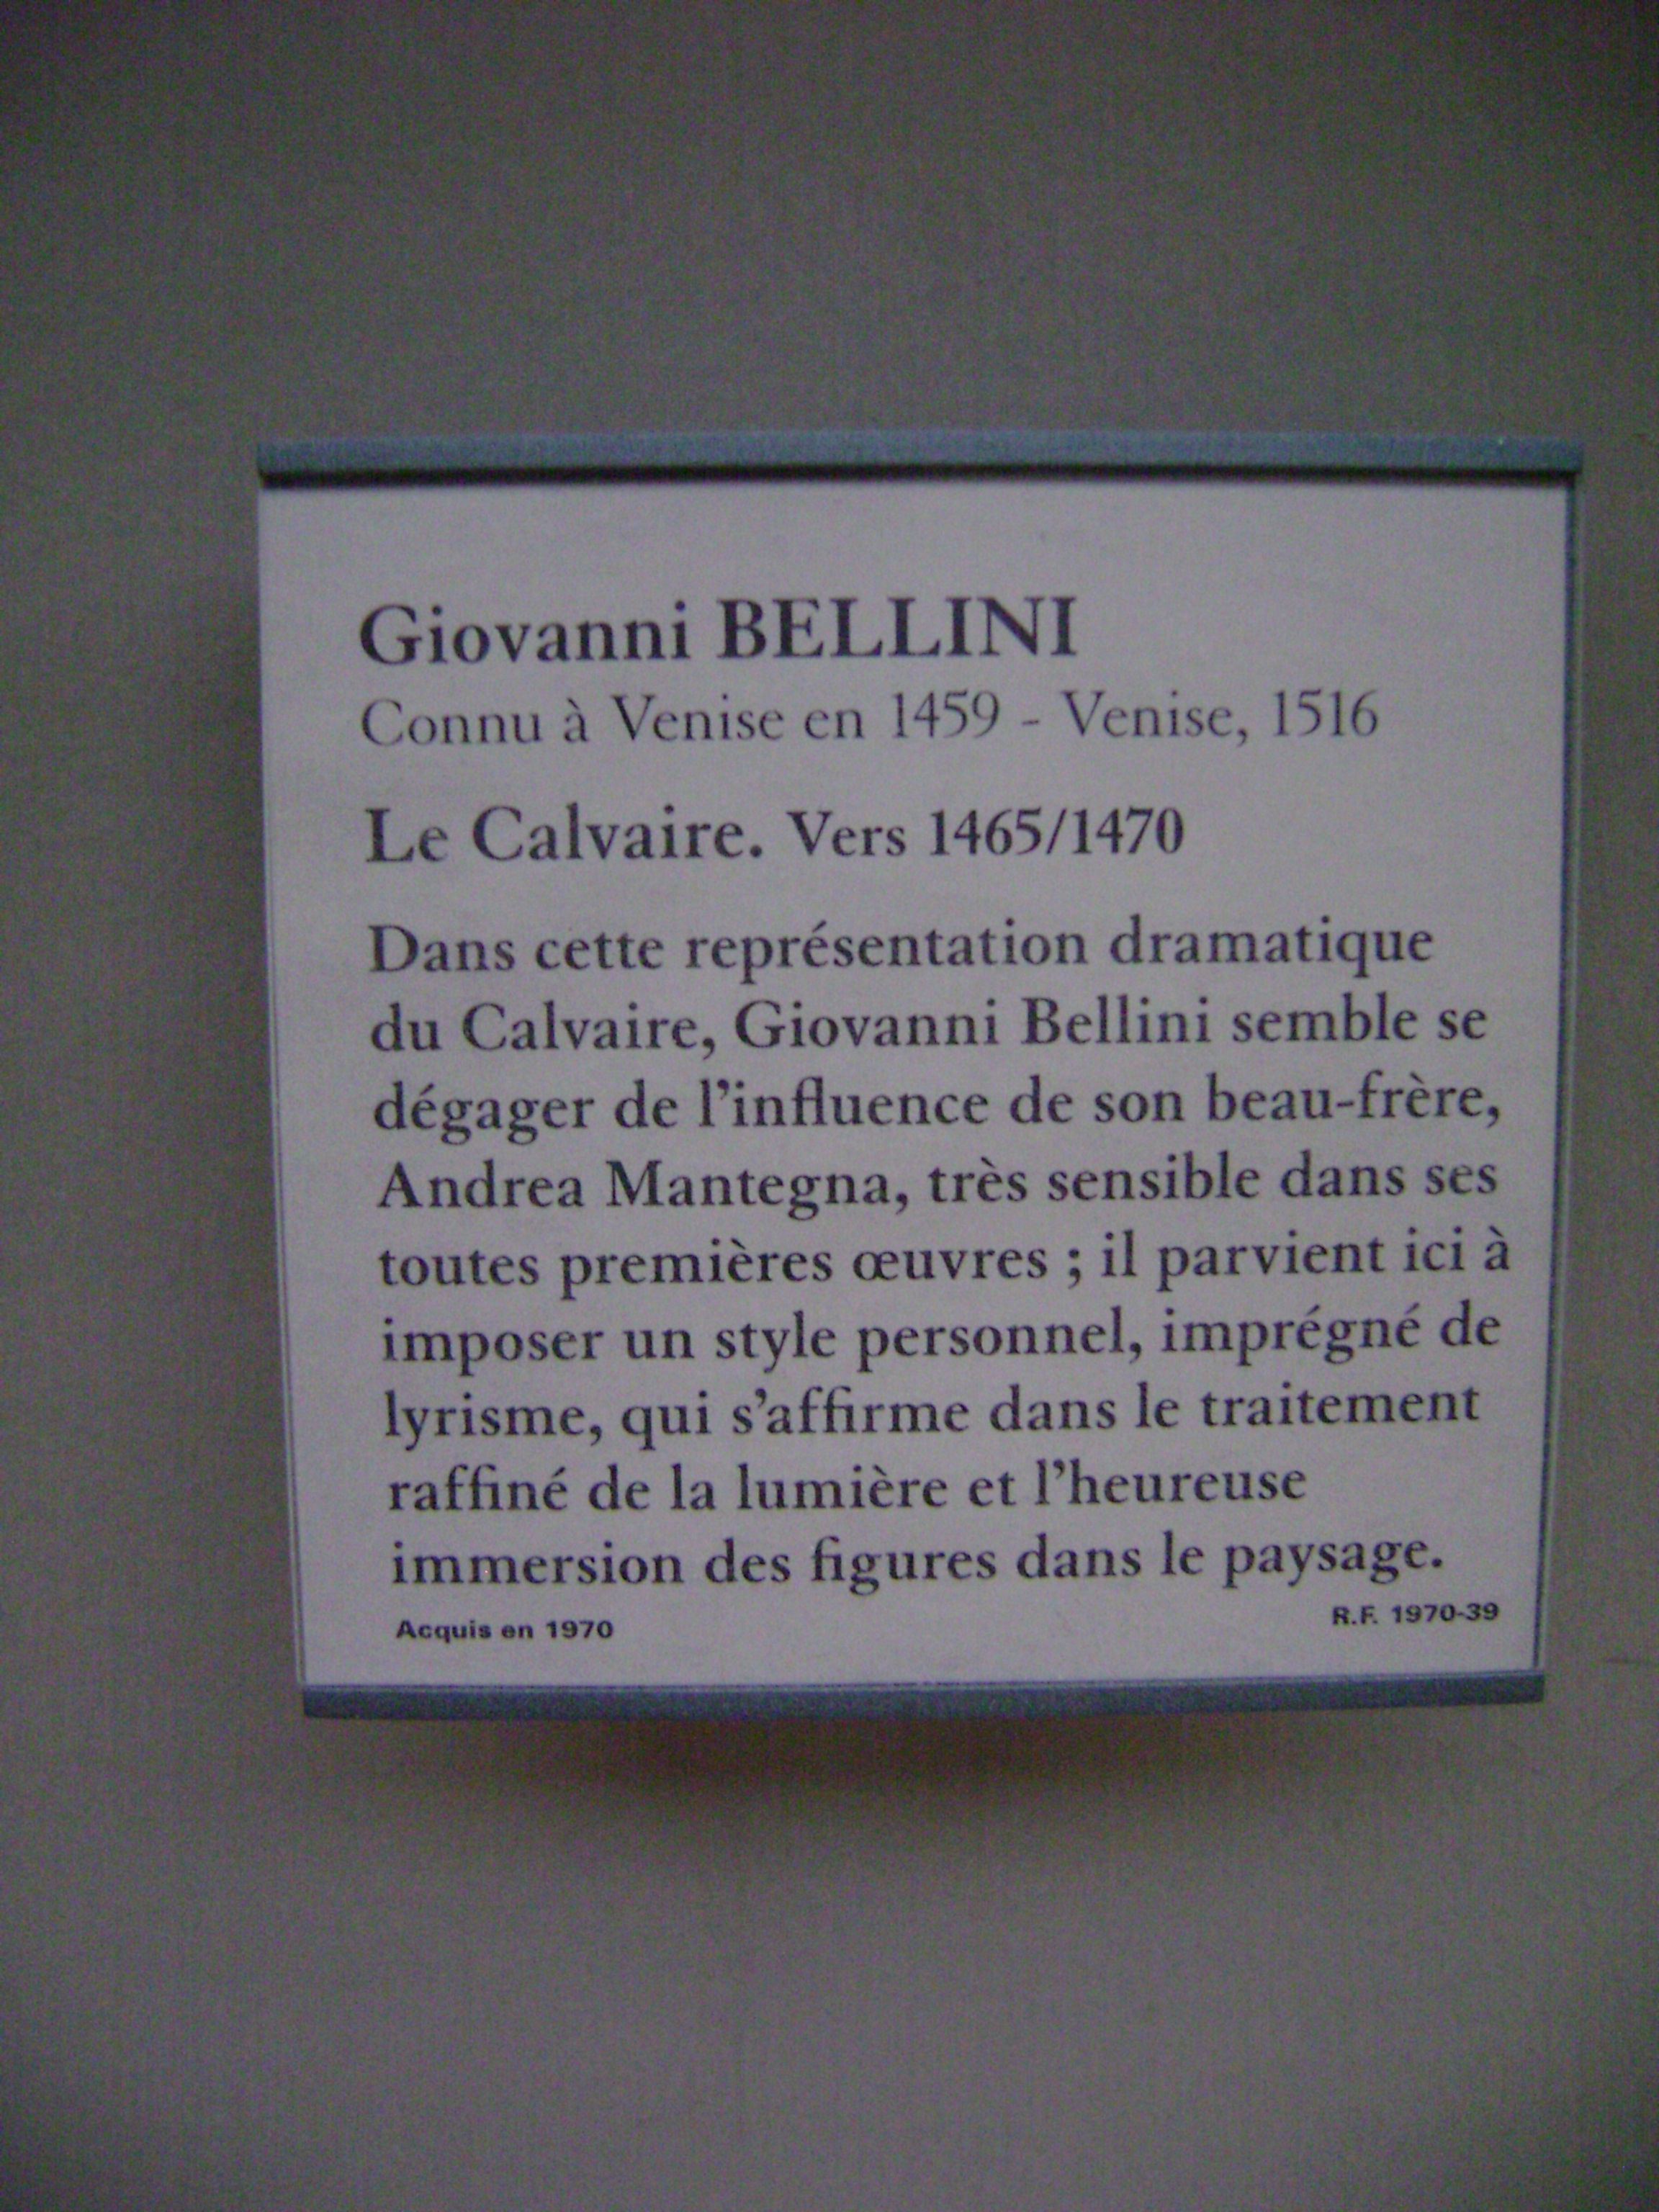 Giovanni BELLINI
Connu à Venise en 1459 - Venise, 1516
Le Calvaire. Vers 1465/1470
Dans cette représentation dramatique
du Calvaire, Giovanni Bellini semble se
dégager de l'influence de son beau-frère,
Andrea Mantegna, très sensible dans ses
toutes premières œuvres ; il parvient ici à
imposer un style personnel, imprégné de
lyrisme, qui s'affirme dans le traitement
raffiné de la lumière et l'heureuse
immersion des figures dans le paysage.
Acquis en 1970 R.F. 1970-39